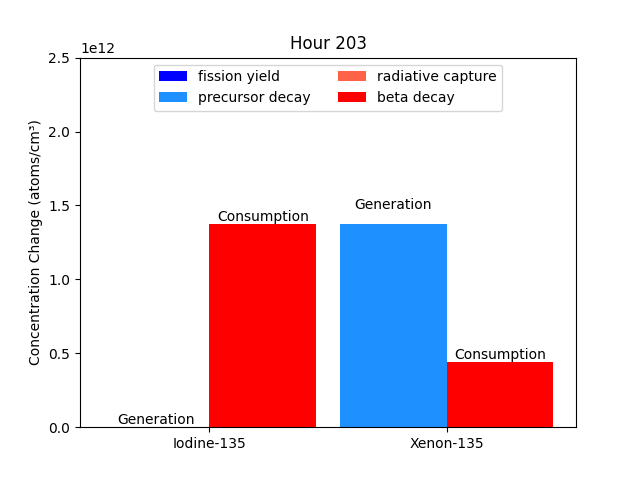 Hour 203
1e12
fission yield
precursor decay
radiative capture
beta decay
Concentration Change (atoms/cm³)
2.5
2.0
1.5
1.0
0.5
0.0
Generation
Consumption
Generation
Consumption
Iodine-135
Xenon-135